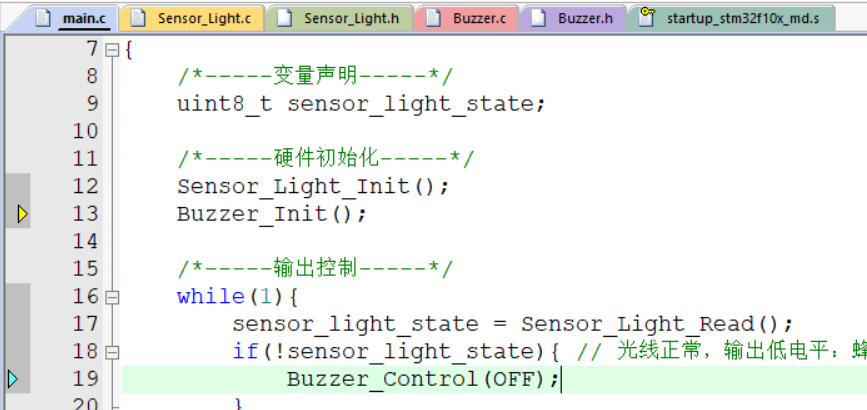 main.c Sensor_Light.c Sensor_Light.h Buzzer.c Buzzer.h startup_stm32f10x_md.s
7 {
8 /*-----变量声明-----*/
9 uint8_t sensor_light_state;
10
11 /*-----硬件初始化-----*/
12 Sensor_Light_Init();
13 Buzzer_Init();
14
15 /*-----输出控制-----*/
16 while(1){
17 sensor_light_state = Sensor_Light_Read();
18 if(!sensor_light_state){ // 光线正常，输出低电平：蜂
19 Buzzer_Control(OFF);
20 }